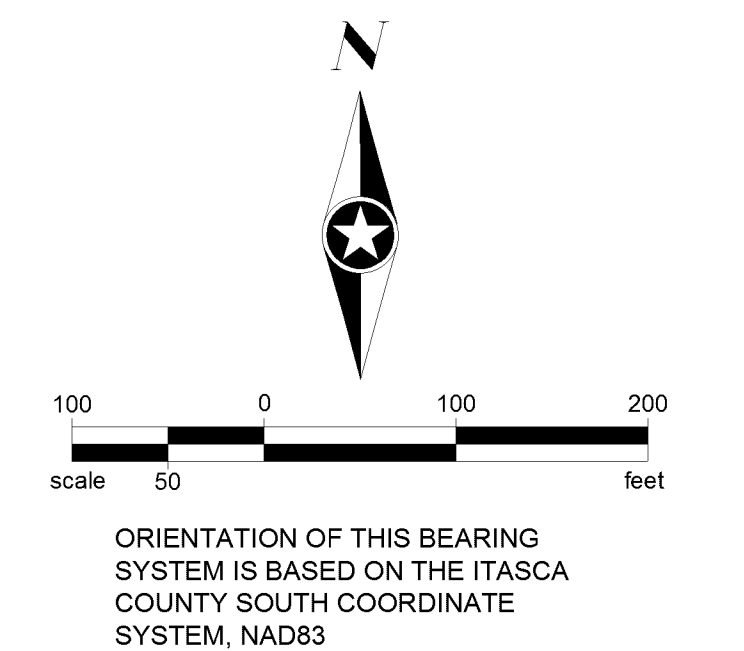 N
100 0 100 200
scale 50 feet
ORIENTATION OF THIS BEARING
SYSTEM IS BASED ON THE ITASCA
COUNTY SOUTH COORDINATE
SYSTEM, NAD83